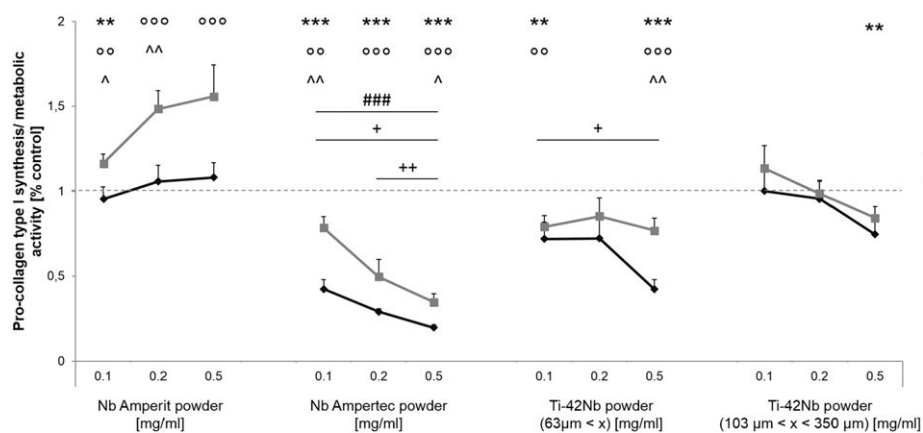 2
1,5
1
0,5
0
Pro-collagen type I synthesis/ metabolic
activity [% control]
** °°° °°° *** *** *** ** *** **
°° ^^ °° °°° °°° °° °°°
^ ^^ ^ ^^
###
+ +
++
0.1 0.2 0.5 0.1 0.2 0.5 0.1 0.2 0.5 0.1 0.2 0.5
Nb Amperit powder Nb Ampertec powder Ti-42Nb powder Ti-42Nb powder
[mg/ml] [mg/ml] (63µm < x) [mg/ml] (103 µm < x < 350 µm) [mg/ml]